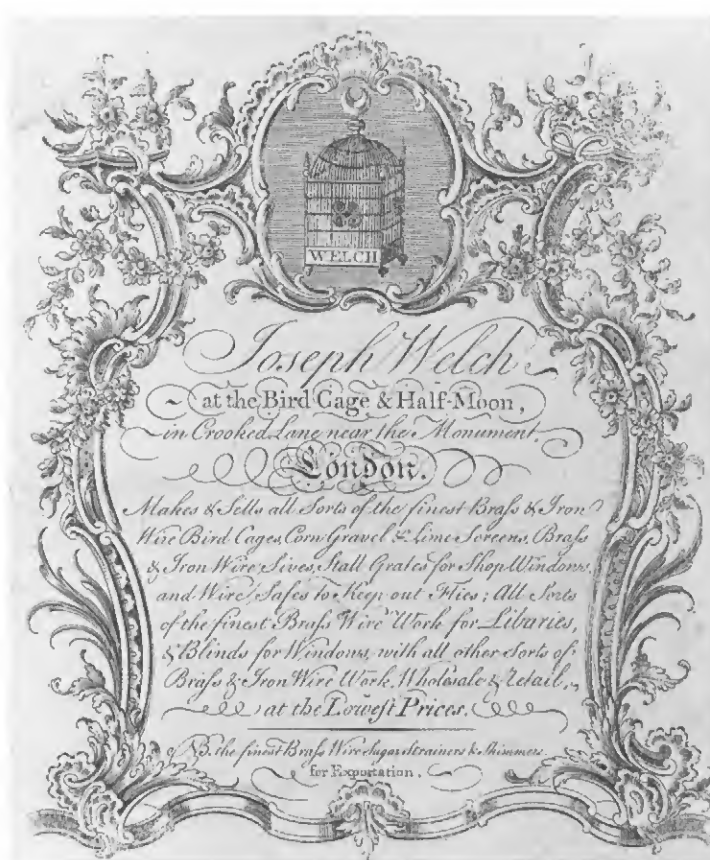 WELCH
Joseph Welch
at the Bird Cage & Half-Moon,
in Crooked Lane near the Monument.
London.
Makes & Sells all Sorts of the finest Braſs & Iron
Wire Bird Cages, Corn Gravel & Lime Screens, Braſs
& Iron Wire Sives, Stall Grates for Shop Windows,
and Wire Safes to Keep out Flies; All Sorts
of the finest Braſs Wire Work for Libaries,
& Blinds for Windows, with all other Sorts of
Braſs & Iron Wire Work, Wholesale & Retail,
at the Loweſt Prices.
NB. the finest Braſs Wire Sugar Strainers & Skimmers
for Exportation.